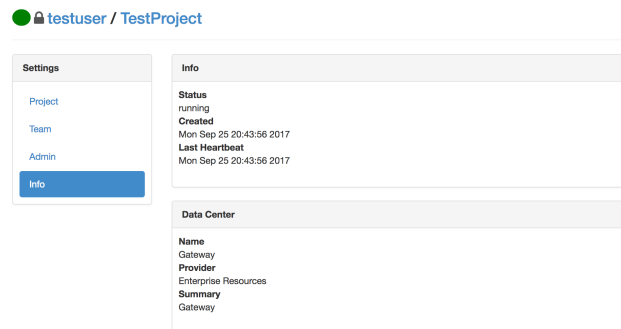 testuser / TestProject
Settings
Project
Team
Admin
Info
Info
Status
running
Created
Mon Sep 25 20:43:56 2017
Last Heartbeat
Mon Sep 25 20:43:56 2017
Data Center
Name
Gateway
Provider
Enterprise Resources
Summary
Gateway